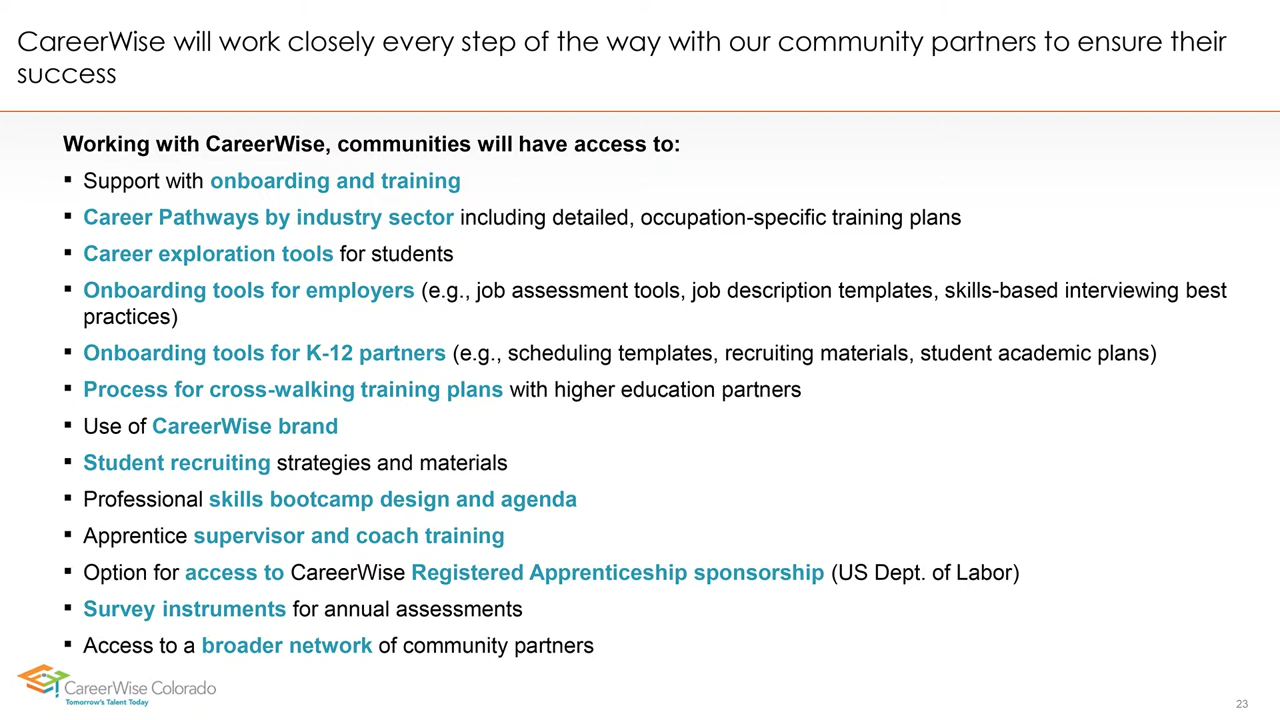 CareerWise will work closely every step of the way with our community partners to ensure their
success
Working with CareerWise, communities will have access to:
▪ Support with onboarding and training
▪ Career Pathways by industry sector including detailed, occupation-specific training plans
▪ Career exploration tools for students
▪ Onboarding tools for employers (e.g., job assessment tools, job description templates, skills-based interviewing best
practices)
▪ Onboarding tools for K-12 partners (e.g., scheduling templates, recruiting materials, student academic plans)
▪ Process for cross-walking training plans with higher education partners
▪ Use of CareerWise brand
▪ Student recruiting strategies and materials
▪ Professional skills bootcamp design and agenda
▪ Apprentice supervisor and coach training
▪ Option for access to CareerWise Registered Apprenticeship sponsorship (US Dept. of Labor)
▪ Survey instruments for annual assessments
▪ Access to a broader network of community partners
CareerWise Colorado
Tomorrow's Talent Today
23